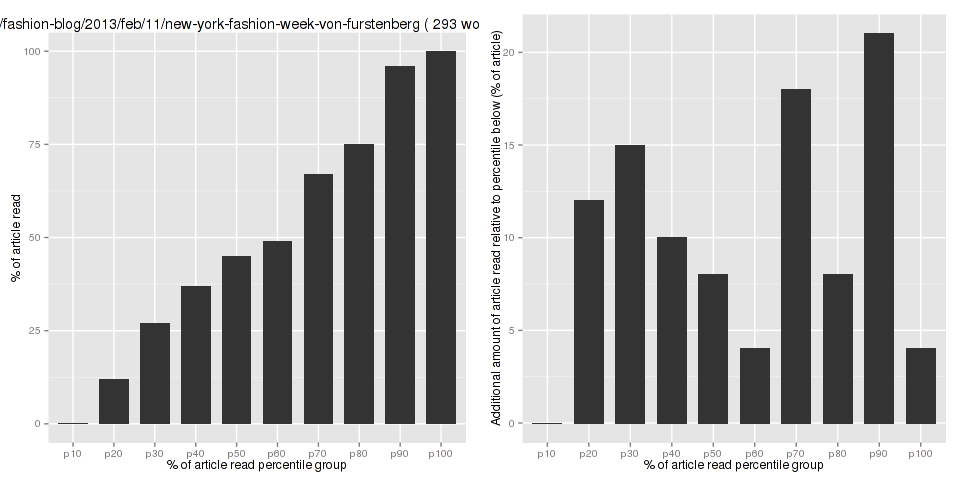 /fashion-blog/2013/feb/11/new-york-fashion-week-von-furstenberg ( 293 wo
% of article read
100
75
50
25
0
p10 p20 p30 p40 p50 p60 p70 p80 p90 p100
% of article read percentile group
Additional amount of article read relative to percentile below (% of article)
20
15
10
5
0
p10 p20 p30 p40 p50 p60 p70 p80 p90 p100
% of article read percentile group